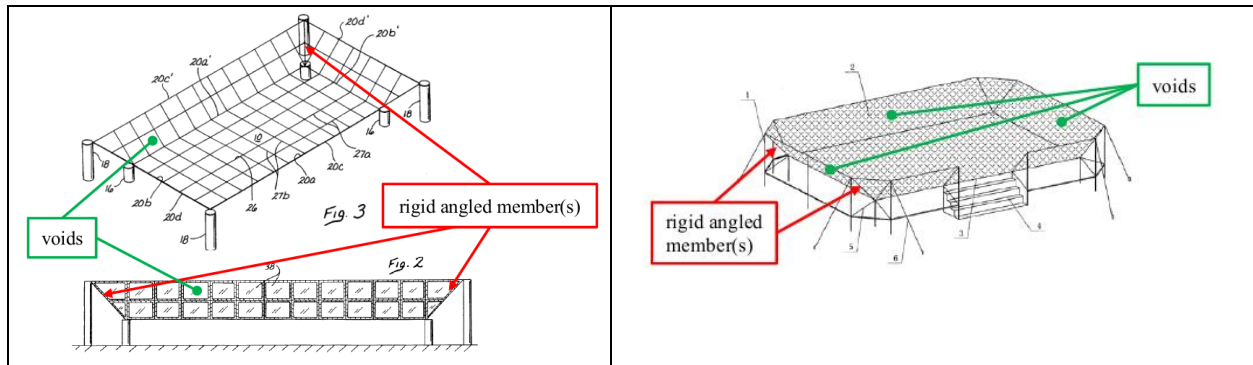 20d'
20b'
20c'
20a'
18
16
18
16
10
20c
27a
20a
27b
26
20b
20d
18
Fig. 3
voids
rigid angled member(s)
Fig. 2
38
1
2
voids
rigid angled
member(s)
3
4
5
6